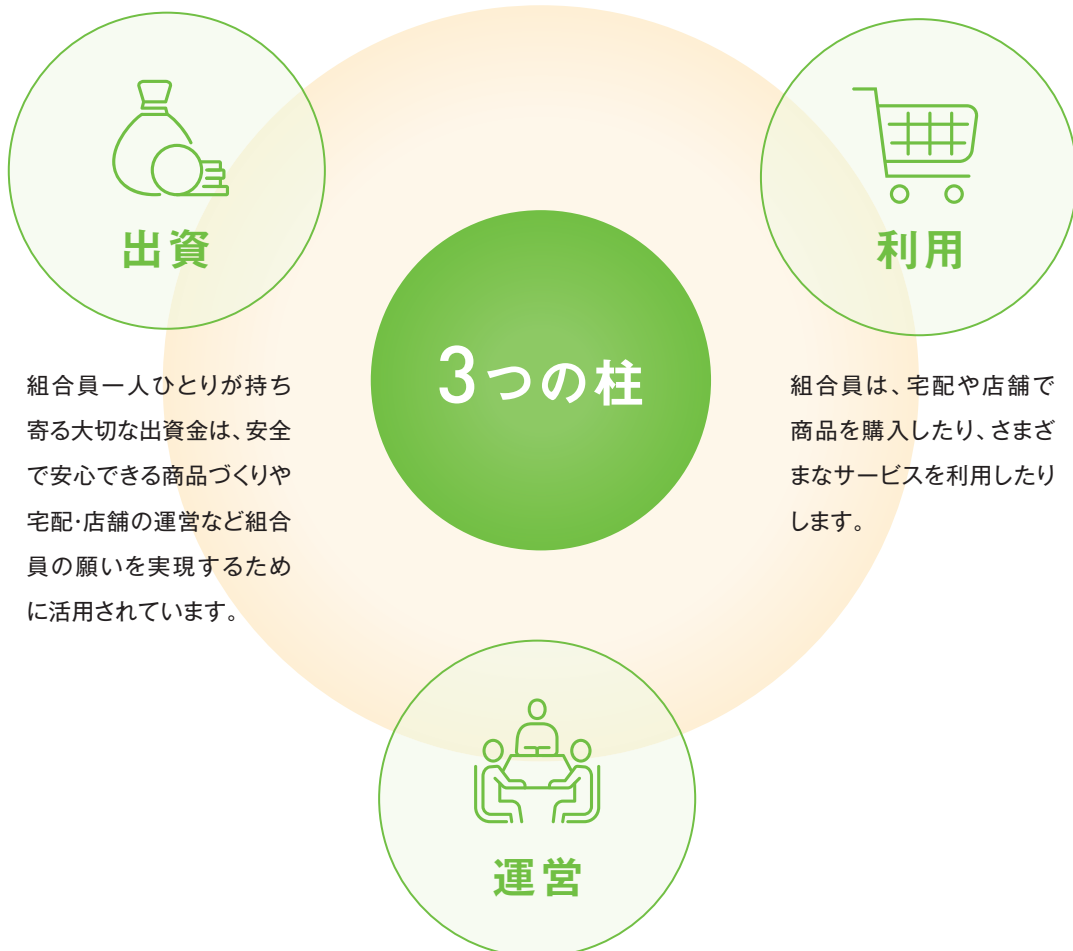 出資
組合員一人ひとりが持ち
寄る大切な出資金は、安全
で安心できる商品づくりや
宅配・店舗の運営など組合
員の願いを実現するため
に活用されています。
3つの柱
利用
組合員は、宅配や店舗で
商品を購入したり、さまざ
まなサービスを利用したり
します。
運営